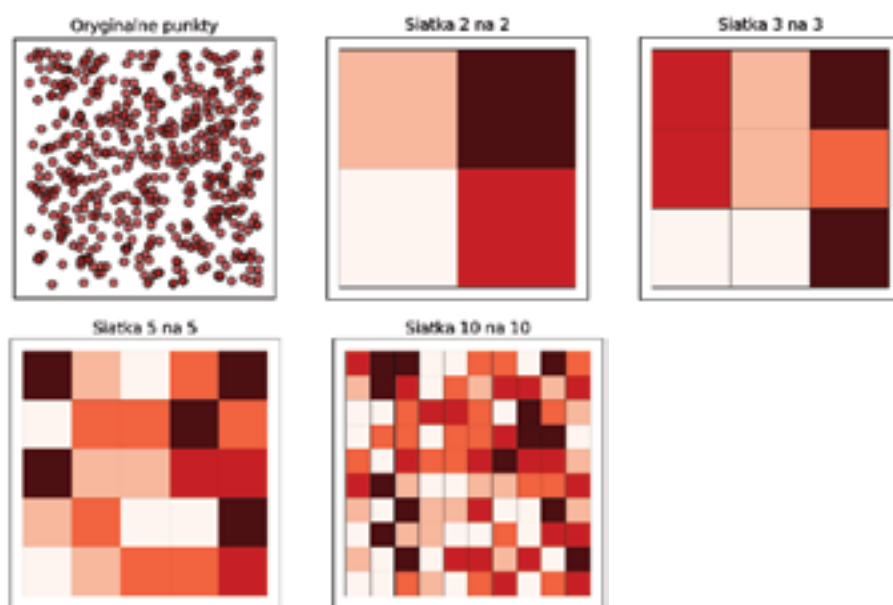 Oryginalne punkty
Siatka 2 na 2
Siatka 3 na 3
Siatka 5 na 5
Siatka 10 na 10